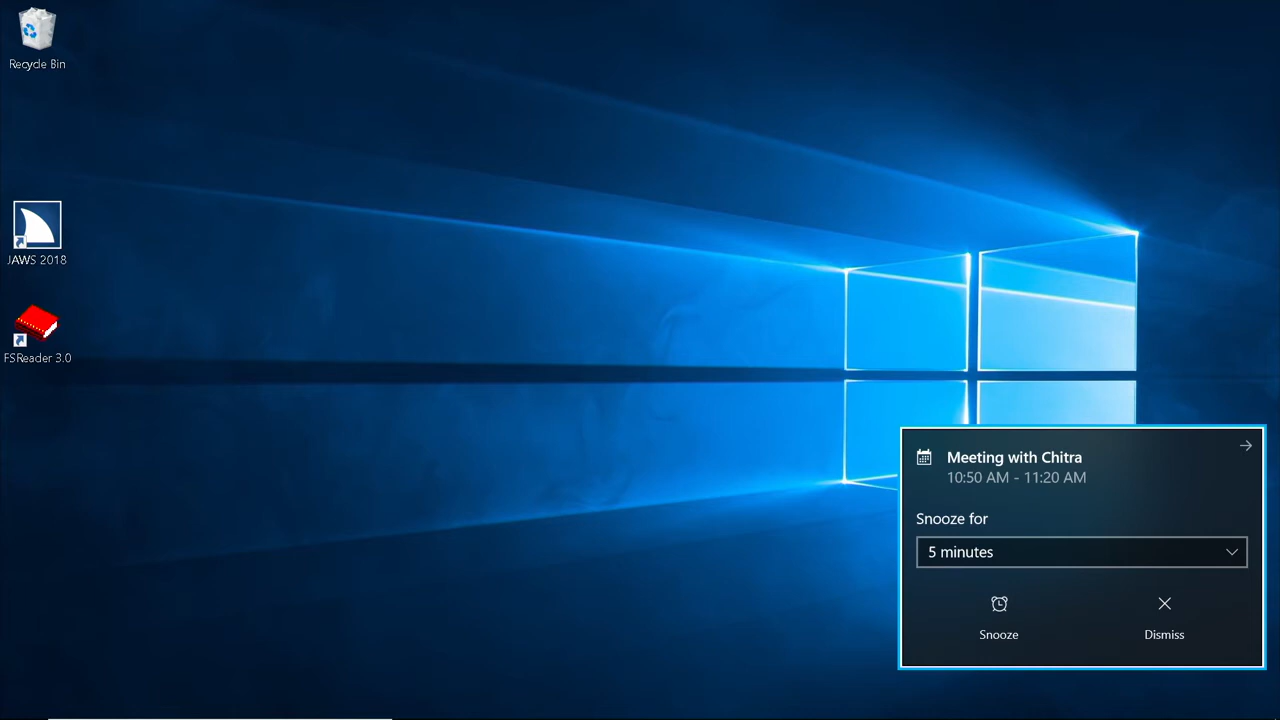 Recycle Bin
JAWS 2018
FSReader 3.0
Meeting with Chitra
10:50 AM - 11:20 AM
Snooze for
5 minutes
Snooze
Dismiss